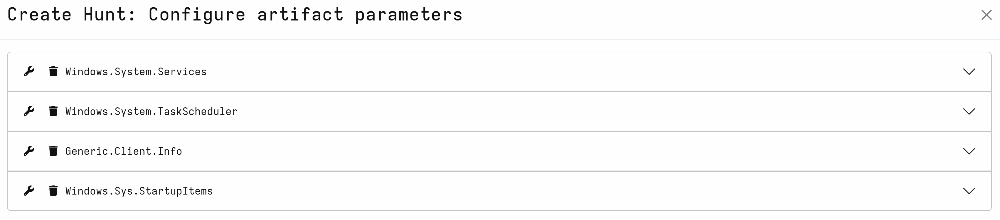 Create Hunt: Configure artifact parameters
Windows.System.Services
Windows.System.TaskScheduler
Generic.Client.Info
Windows.Sys.StartupItems